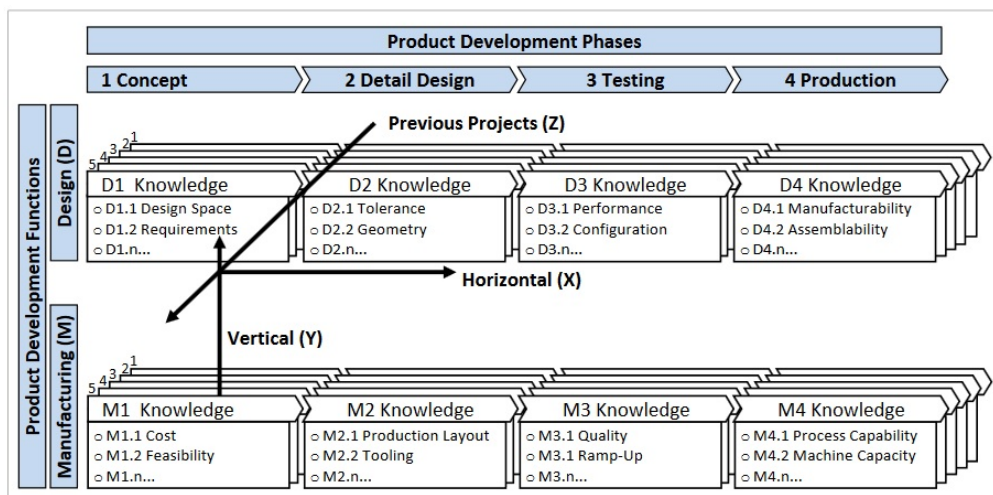 Product Development Phases
1 Concept
2 Detail Design
3 Testing
4 Production
Product Development Functions
Design (D)
Previous Projects (Z)
1
2
3
4
5
D1 Knowledge
D2 Knowledge
D3 Knowledge
D4 Knowledge
o D1.1 Design Space
o D1.2 Requirements
o D1.n...
o D2.1 Tolerance
o D2.2 Geometry
o D2.n...
o D3.1 Performance
o D3.2 Configuration
o D3.n...
o D4.1 Manufacturability
o D4.2 Assemblability
o D4.n...
Horizontal (X)
Vertical (Y)
Manufacturing (M)
1
2
3
4
5
M1 Knowledge
M2 Knowledge
M3 Knowledge
M4 Knowledge
o M1.1 Cost
o M1.2 Feasibility
o M1.n...
o M2.1 Production Layout
o M2.2 Tooling
o M2.n...
o M3.1 Quality
o M3.1 Ramp-Up
o M3.n...
o M4.1 Process Capability
o M4.2 Machine Capacity
o M4.n...